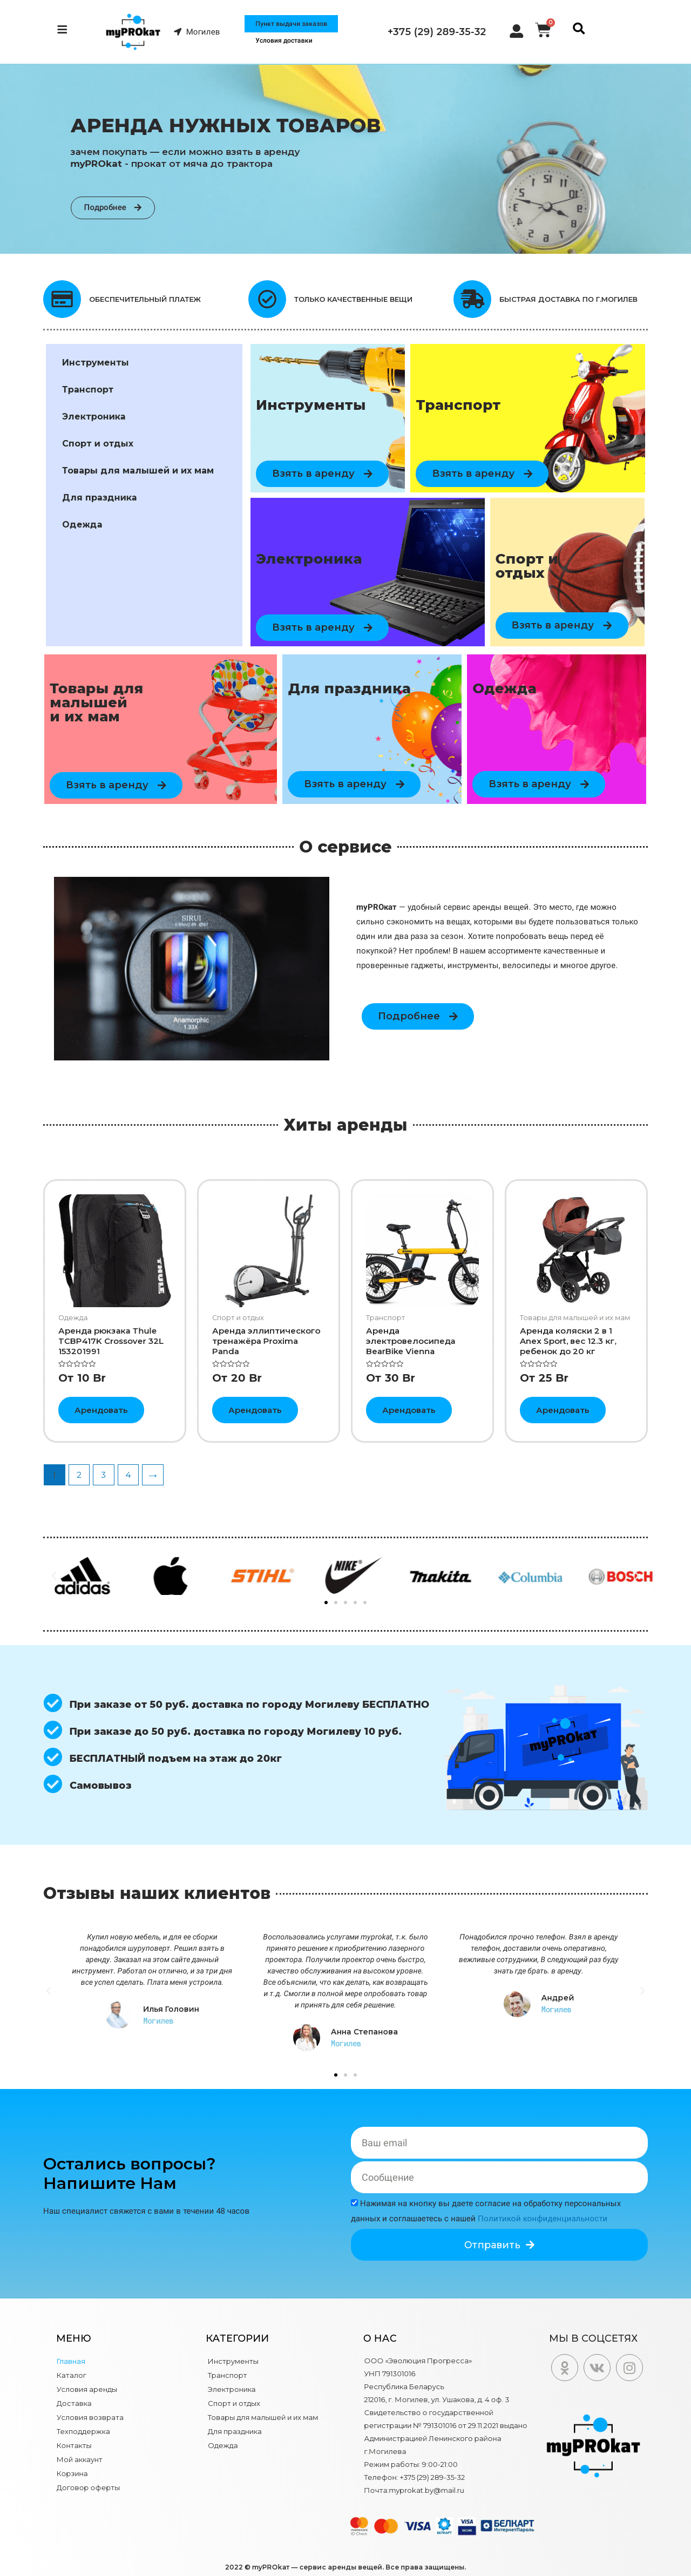 myPROkat
Могилев
Пункт выдачи заказов
Условия доставки
+375 (29) 289-35-32
0
АРЕНДА НУЖНЫХ ТОВАРОВ
зачем покупать — если можно взять в аренду
myPROkat - прокат от мяча до трактора
Подробнее
ОБЕСПЕЧИТЕЛЬНЫЙ ПЛАТЕЖ
ТОЛЬКО КАЧЕСТВЕННЫЕ ВЕЩИ
БЫСТРАЯ ДОСТАВКА ПО Г.МОГИЛЕВ
Инструменты
Транспорт
Электроника
Спорт и отдых
Товары для малышей и их мам
Для праздника
Одежда
Инструменты
Взять в аренду
Транспорт
Взять в аренду
Электроника
Взять в аренду
Спорт и
отдых
Взять в аренду
Товары для
малышей
и их мам
Взять в аренду
Для праздника
Взять в аренду
Одежда
Взять в аренду
О сервисе
SIRUI
Anamorphic
1.33X
myPROкат — удобный сервис аренды вещей. Это место, где можно
сильно сэкономить на вещах, которыми вы будете пользоваться только
один или два раза за сезон. Хотите попробовать вещь перед её
покупкой? Нет проблем! В нашем ассортименте качественные и
проверенные гаджеты, инструменты, велосипеды и многое другое.
Подробнее
Хиты аренды
THULE
Одежда
Аренда рюкзака Thule
TCBP417K Crossover 32L
153201991
От 10 Br
Арендовать
Спорт и отдых
Аренда эллиптического
тренажёра Proxima
Panda
От 20 Br
Арендовать
Транспорт
Аренда
электровелосипеда
BearBike Vienna
От 30 Br
Арендовать
Товары для малышей и их мам
Аренда коляски 2 в 1
Anex Sport, вес 12.3 кг,
ребенок до 20 кг
От 25 Br
Арендовать
1 2 3 4 →
adidas
STIHL
NIKE
makita
Columbia
BOSCH
При заказе от 50 руб. доставка по городу Могилеву БЕСПЛАТНО
При заказе до 50 руб. доставка по городу Могилеву 10 руб.
БЕСПЛАТНЫЙ подъем на этаж до 20кг
Самовывоз
myPROkat
Отзывы наших клиентов
Купил новую мебель, и для ее сборки
понадобился шуруповерт. Решил взять в
аренду. Заказал на этом сайте данный
инструмент. Работал он отлично, и за три дня
все успел сделать. Плата меня устроила.
Илья Головин
Могилев
Воспользовались услугами myprokat, т.к. было
принято решение к приобритению лазерного
проектора. Получили проектор очень быстро,
качество обслуживания на высоком уровне.
Все объяснили, что как делать, как возвращать
и т.д. Смогли в полной мере опробовать товар
и принять для себя решение.
Анна Степанова
Могилев
Понадобился прочно телефон. Взял в аренду
телефон, доставили очень оперативно,
вежливые сотрудники, В следующий раз буду
знать где брать. в аренду.
Андрей
Могилев
Остались вопросы?
Напишите Нам
Наш специалист свяжется с вами в течении 48 часов
Ваш email
Сообщение
Нажимая на кнопку вы даете согласие на обработку персональных
данных и соглашаетесь с нашей Политикой конфиденциальности
Отправить
МЕНЮ
Главная
Каталог
Условия аренды
Доставка
Условия возврата
Техподдержка
Контакты
Мой аккаунт
Корзина
Договор оферты
КАТЕГОРИИ
Инструменты
Транспорт
Электроника
Спорт и отдых
Товары для малышей и их мам
Для праздника
Одежда
О НАС
ООО «Эволюция Прогресса»
УНП 791301016
Республика Беларусь
212016, г. Могилев, ул. Ушакова, д. 4 оф. 3
Свидетельство о государственной
регистрации № 791301016 от 29.11.2021 выдано
Администрацией Ленинского района
г.Могилева
Режим работы: 9:00-21:00
Телефон: +375 (29) 289-35-32
Почта:myprokat.by@mail.ru
МЫ В СОЦСЕТЯХ
myPROkat
VISA
VISA
БЕЛКАРТ
ИнтернетПароль
2022 © myPROкат — сервис аренды вещей. Все права защищены.